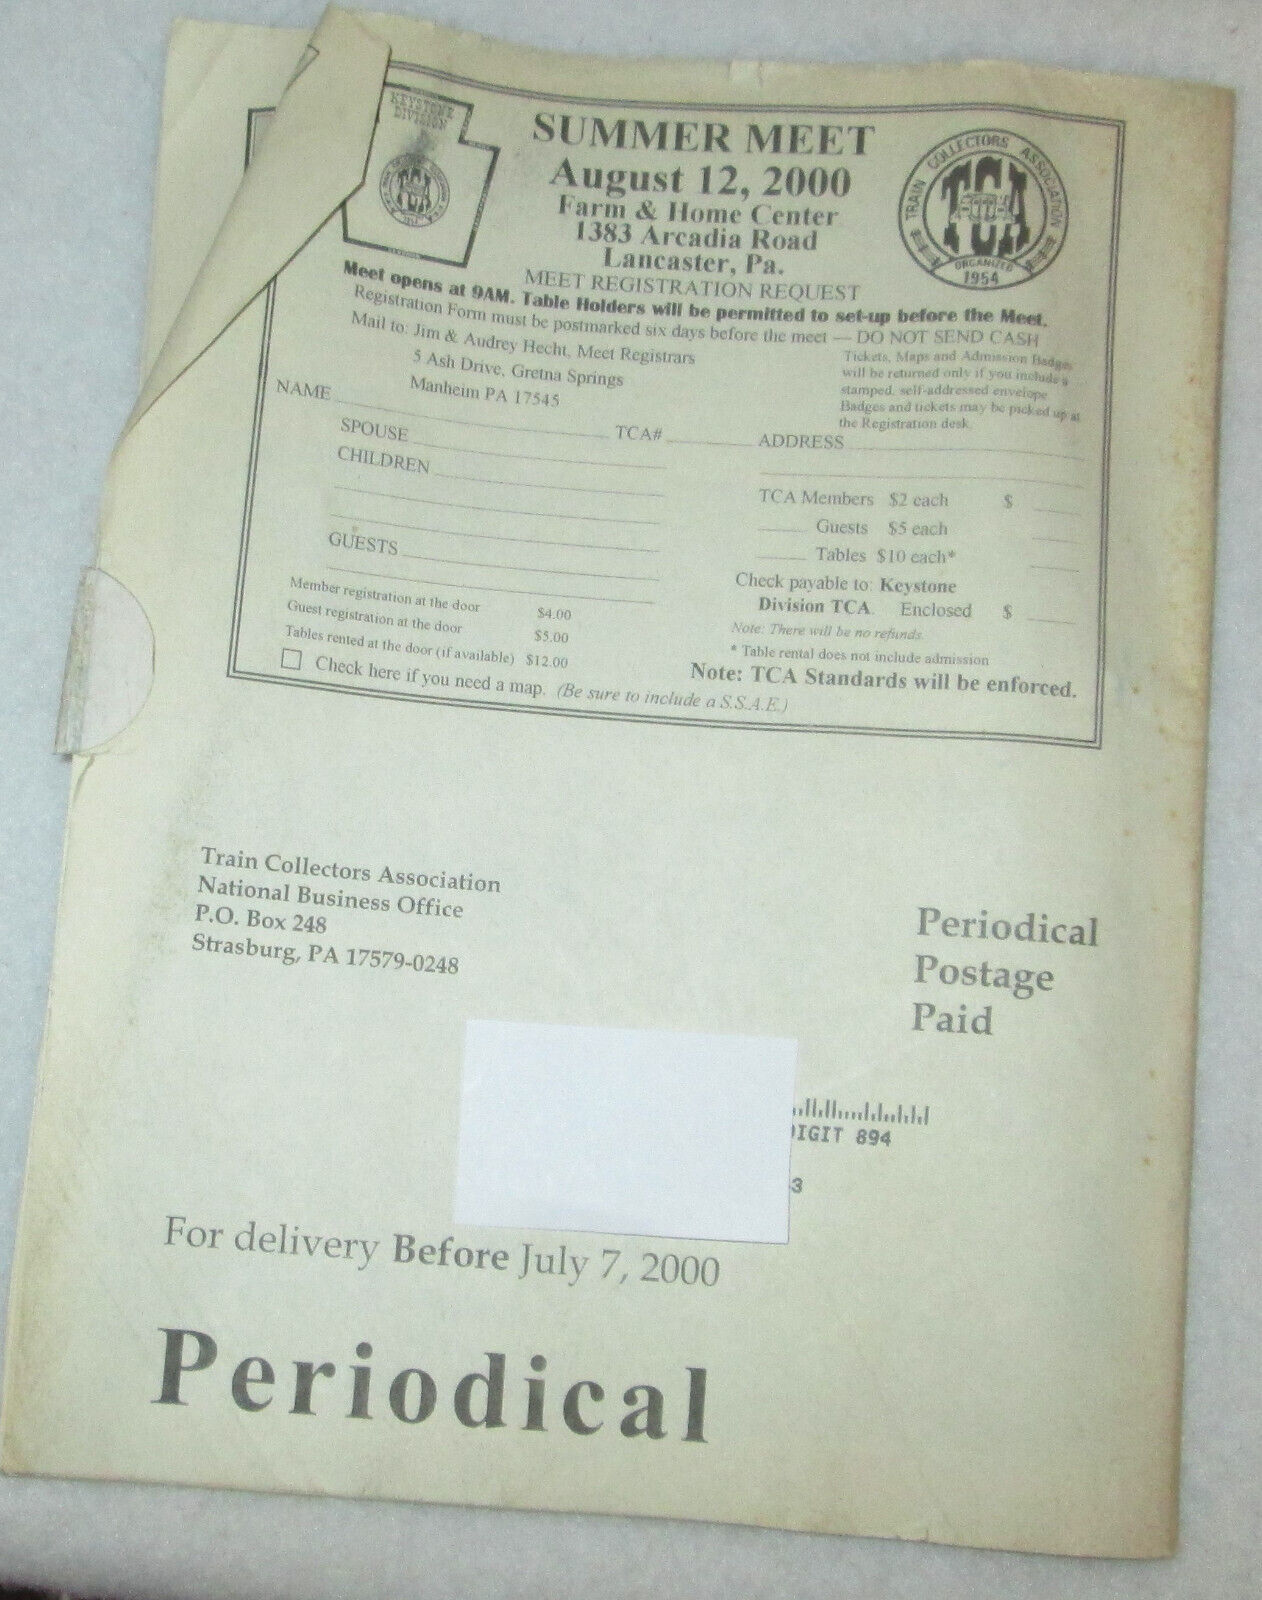 KEYSTONE
DIVISION
SUMMER MEET
August 12, 2000
Farm & Home Center
1383 Arcadia Road
Lancaster, Pa.
TRAIN COLLECTORS ASSOCIATION
TCA
ORGANIZED
1954
MEET REGISTRATION REQUEST
Meet opens at 9AM. Table Holders will be permitted to set-up before the Meet.
Registration Form must be postmarked six days before the meet — DO NOT SEND CASH
Mail to: Jim & Audrey Hecht, Meet Registrars
5 Ash Drive, Gretna Springs
Manheim PA 17545
Tickets, Maps and Admission Badges
will be returned only if you include a
stamped, self-addressed envelope
Badges and tickets may be picked up at
the Registration desk.
NAME
SPOUSE
TCA#
ADDRESS
CHILDREN
GUESTS
TCA Members $2 each $
Guests $5 each
Tables $10 each*
Check payable to: Keystone
Division TCA. Enclosed $
Note: There will be no refunds.
* Table rental does not include admission
Member registration at the door $4.00
Guest registration at the door $5.00
Tables rented at the door (if available) $12.00
Check here if you need a map. (Be sure to include a S.S.A.E.)
Note: TCA Standards will be enforced.
Train Collectors Association
National Business Office
P.O. Box 248
Strasburg, PA 17579-0248
Periodical
Postage
Paid
DIGIT 894
3
For delivery Before July 7, 2000
Periodical